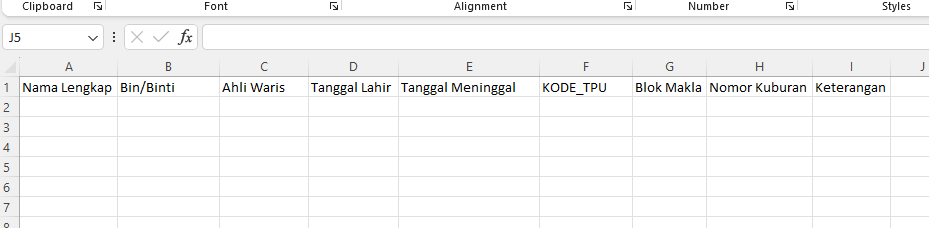 Clipboard Font Alignment Number Styles
J5 fx
A B C D E F G H I J
1 Nama Lengkap Bin/Binti Ahli Waris Tanggal Lahir Tanggal Meninggal KODE_TPU Blok Makla Nomor Kuburan Keterangan
2
3
4
5
6
7
8